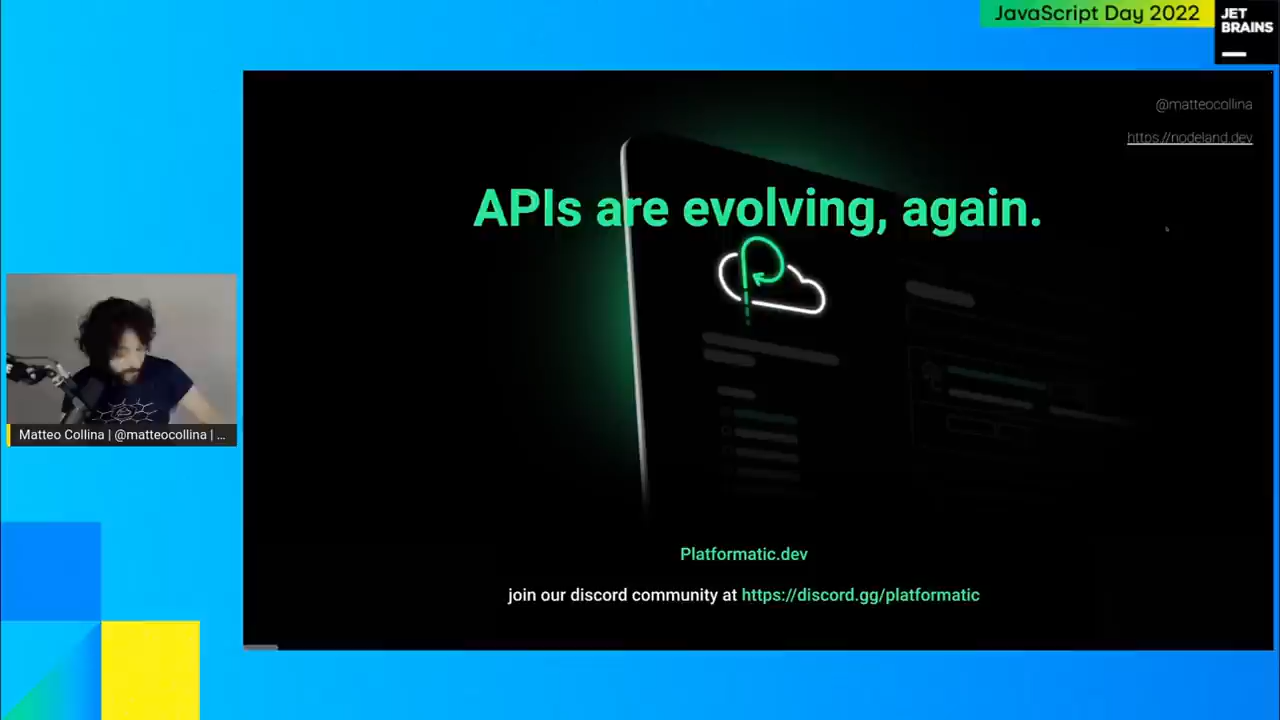 JavaScript Day 2022
JET
BRAINS
@matteocollina
https://nodeland.dev
APIs are evolving, again.
Matteo Collina | @matteocollina | ...
Platformatic.dev
join our discord community at https://discord.gg/platformatic